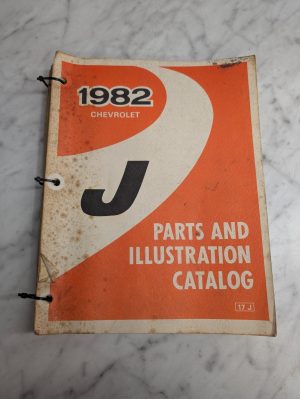 1982
CHEVROLET
J
PARTS AND
ILLUSTRATION
CATALOG
17 J